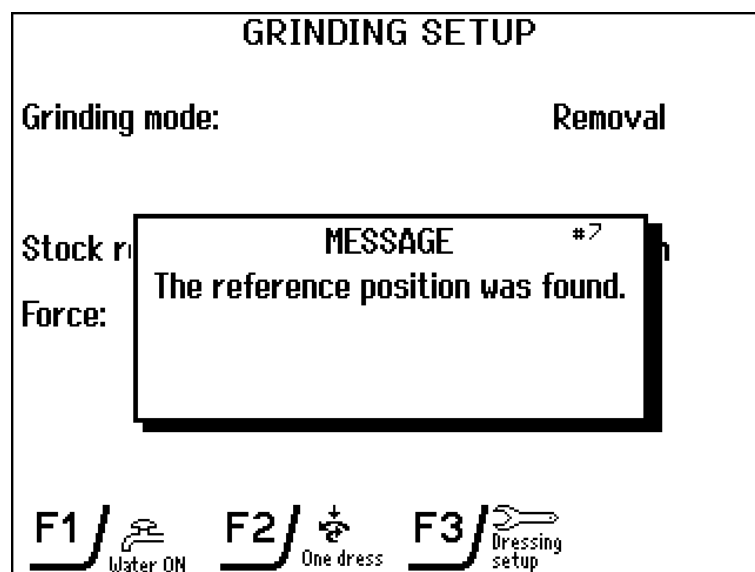 GRINDING SETUP
Grinding mode: Removal
MESSAGE #7
Stock
The reference position was found.
Force:
F1 Water ON
F2 One dress
F3 Dressing setup